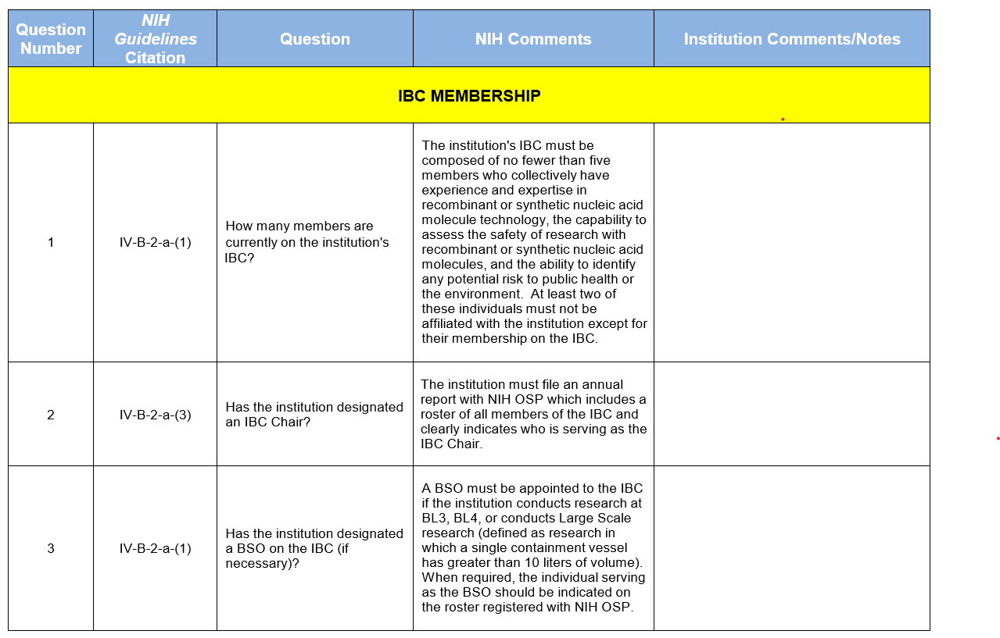 Question Number
NIH Guidelines Citation
Question
NIH Comments
Institution Comments/Notes
IBC MEMBERSHIP
1
IV-B-2-a-(1)
How many members are
currently on the institution's
IBC?
The institution's IBC must be
composed of no fewer than five
members who collectively have
experience and expertise in
recombinant or synthetic nucleic acid
molecule technology, the capability to
assess the safety of research with
recombinant or synthetic nucleic acid
molecules, and the ability to identify
any potential risk to public health or
the environment.  At least two of
these individuals must not be
affiliated with the institution except for
their membership on the IBC.
2
IV-B-2-a-(3)
Has the institution designated
an IBC Chair?
The institution must file an annual
report with NIH OSP which includes a
roster of all members of the IBC and
clearly indicates who is serving as the
IBC Chair.
3
IV-B-2-a-(1)
Has the institution designated
a BSO on the IBC (if
necessary)?
A BSO must be appointed to the IBC
if the institution conducts research at
BL3, BL4, or conducts Large Scale
research (defined as research in
which a single containment vessel
has greater than 10 liters of volume).
When required, the individual serving
as the BSO should be indicated on
the roster registered with NIH OSP.